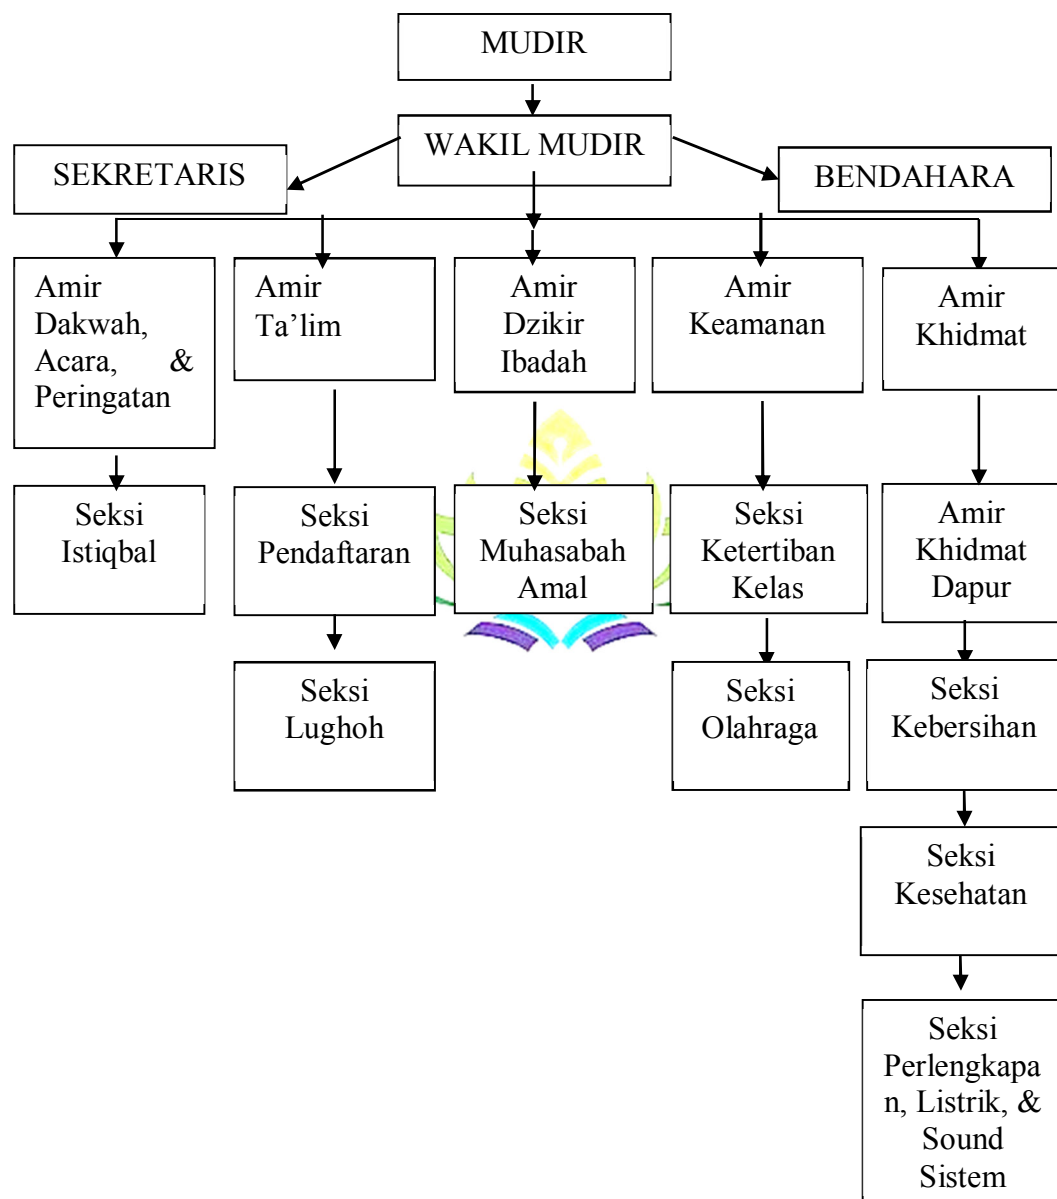 MUDIR
WAKIL MUDIR
SEKRETARIS
BENDAHARA
Amir
Dakwah,
Acara, &
Peringatan
Amir
Ta’lim
Amir
Dzikir
Ibadah
Amir
Keamanan
Amir
Khidmat
Seksi
Istiqbal
Seksi
Pendaftaran
Seksi
Muhasabah
Amal
Seksi
Ketertiban
Kelas
Amir
Khidmat
Dapur
Seksi
Lughoh
Seksi
Olahraga
Seksi
Kebersihan
Seksi
Kesehatan
Seksi
Perlengkapa
n, Listrik, &
Sound
Sistem